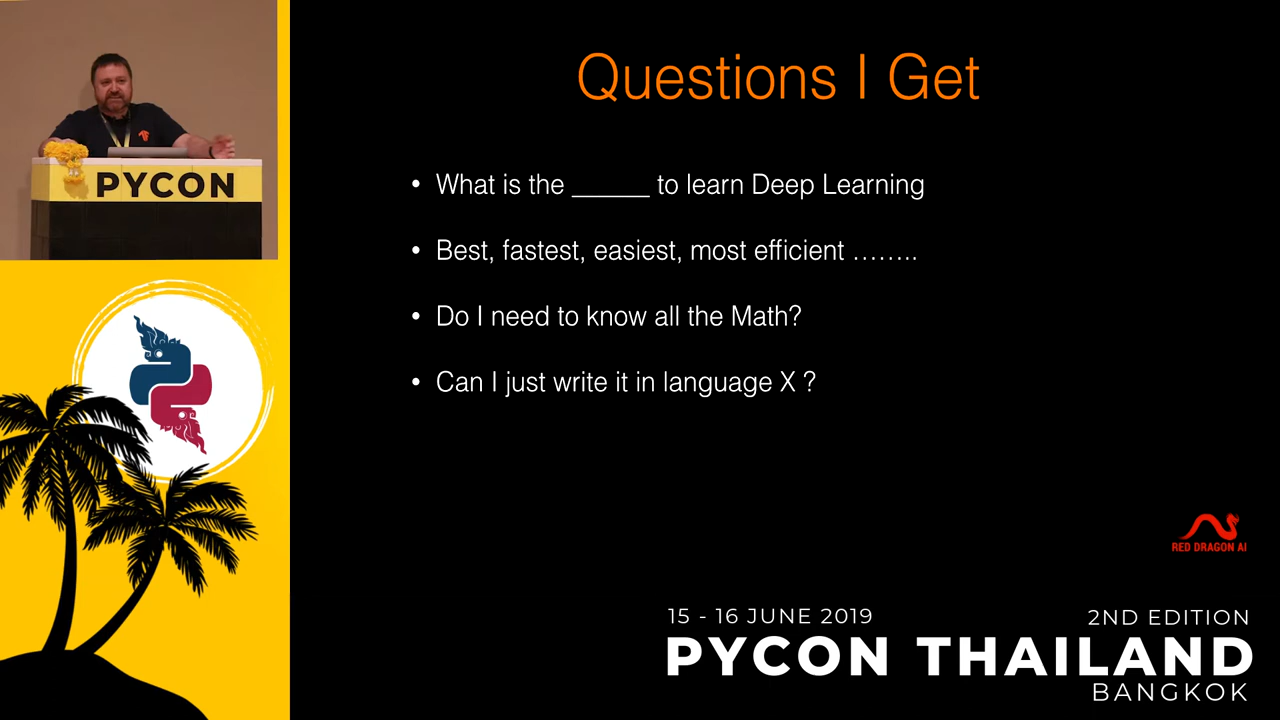 PYCON
Questions I Get
• What is the ______ to learn Deep Learning
• Best, fastest, easiest, most efficient ........
• Do I need to know all the Math?
• Can I just write it in language X ?
RED DRAGON AI
15 - 16 JUNE 2019
2ND EDITION
PYCON THAILAND
BANGKOK